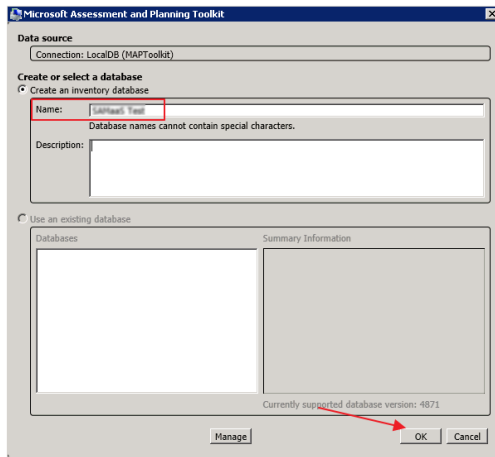 Microsoft Assessment and Planning Toolkit
Data source
Connection: LocalDB (MAPToolkit)
Create or select a database
Create an inventory database
Name:
Database names cannot contain special characters.
Description:
Use an existing database
Databases
Summary Information
Currently supported database version: 4871
Manage
OK
Cancel